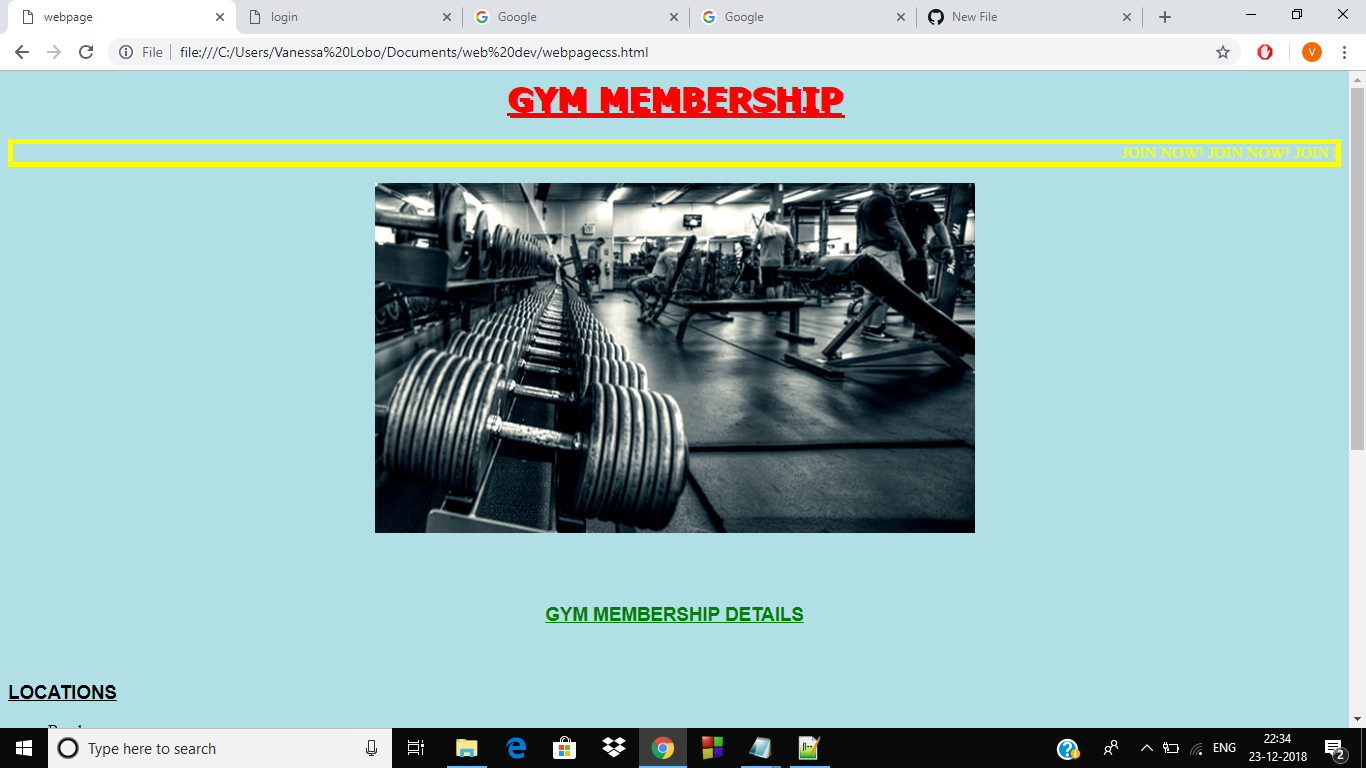 webpage
login
Google
Google
New File
File
file:///C:/Users/Vanessa%20Lobo/Documents/web%20dev/webpagecss.html
V
GYM MEMBERSHIP
JOIN NOW! JOIN NOW! JOIN
GYM MEMBERSHIP DETAILS
LOCATIONS
Type here to search
ENG
22:34
23-12-2018
2